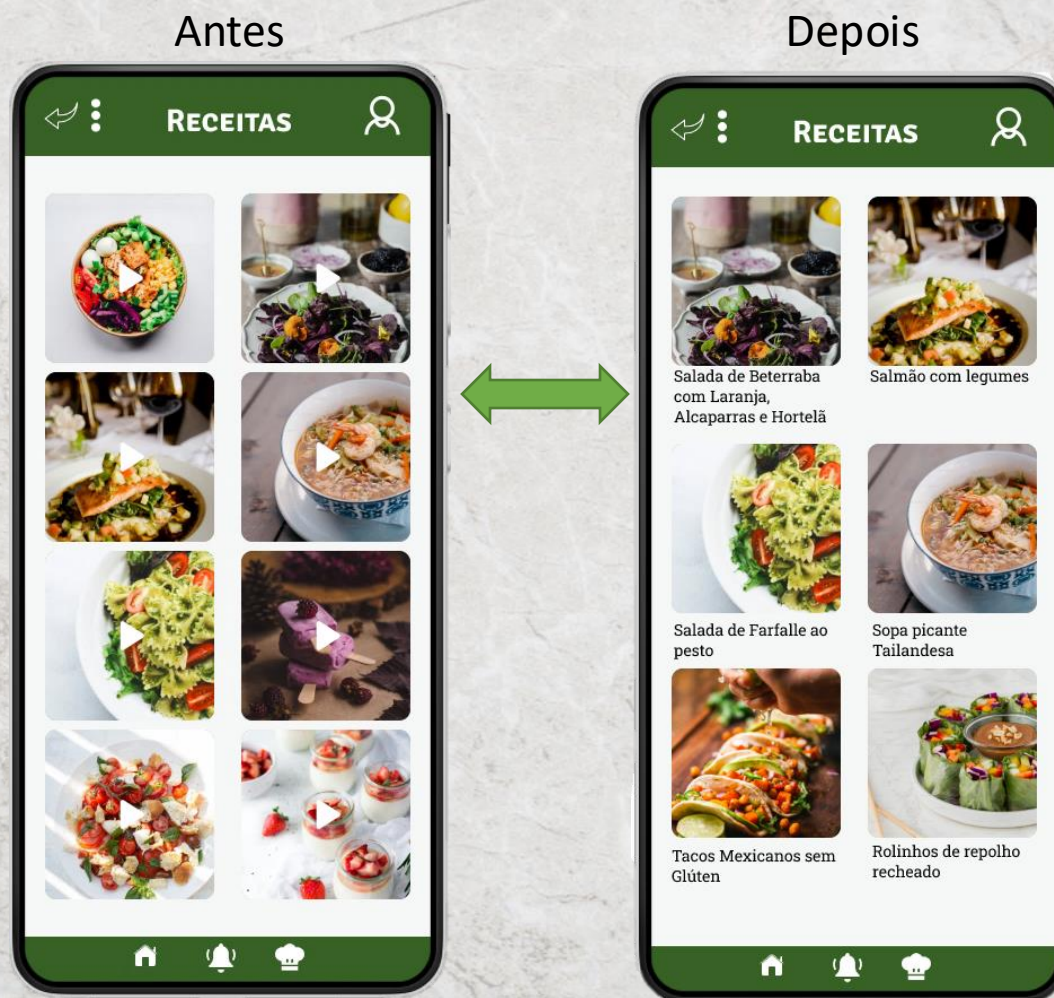 Antes
Depois
RECEITAS
RECEITAS
Salada de Beterraba
com Laranja,
Alcaparras e Hortelã
Salmão com legumes
Salada de Farfalle ao
pesto
Sopa picante
Tailandesa
Tacos Mexicanos sem
Glúten
Rolinhos de repolho
recheado